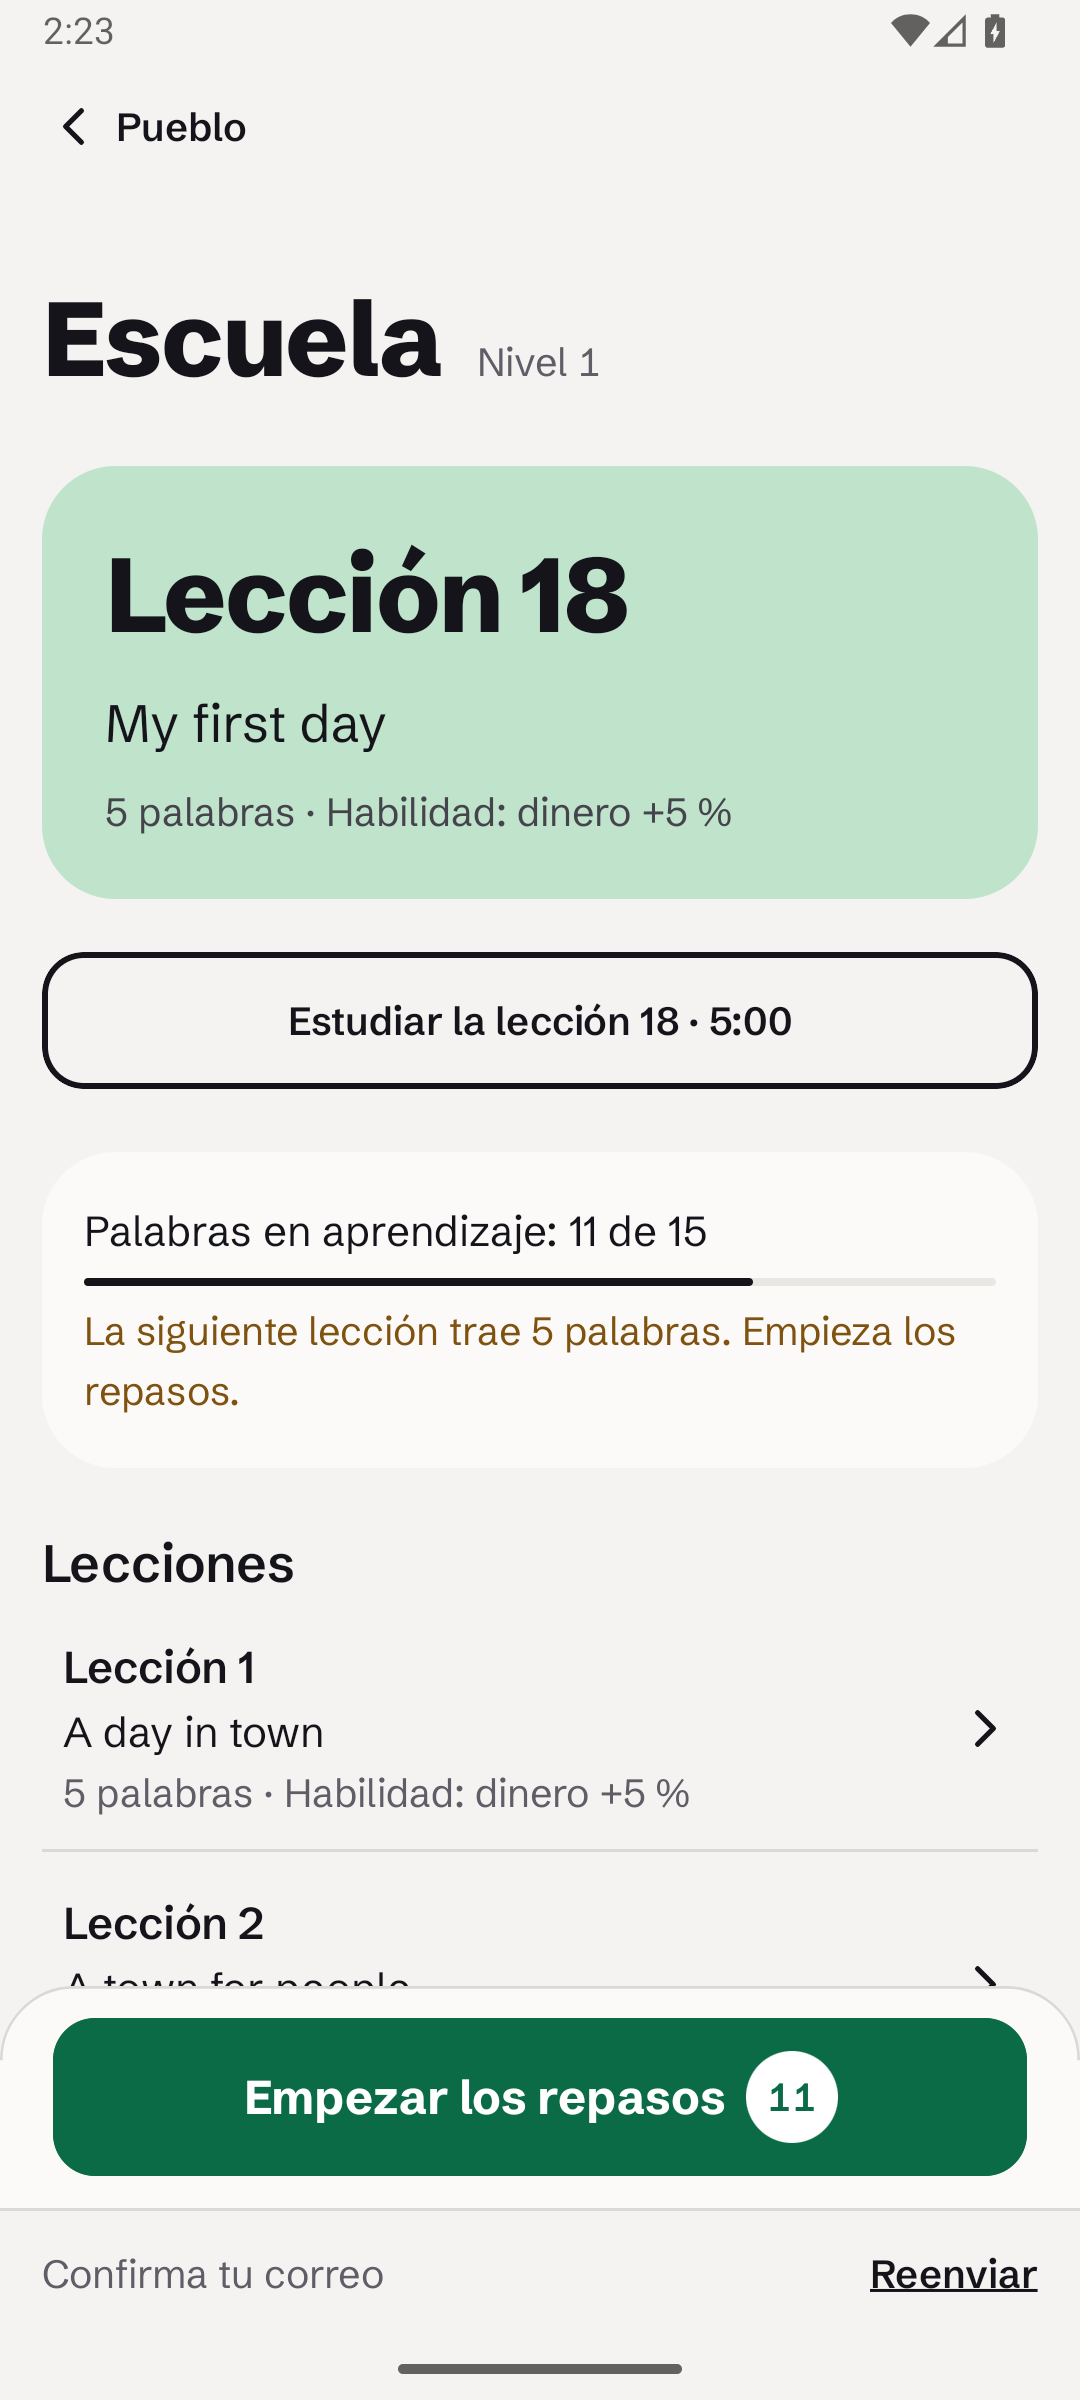 2:23
Pueblo
Escuela Nivel 1
Lección 18
My first day
5 palabras · Habilidad: dinero +5 %
Estudiar la lección 18 · 5:00
Palabras en aprendizaje: 11 de 15
La siguiente lección trae 5 palabras. Empieza los
repasos.
Lecciones
Lección 1
A day in town
5 palabras · Habilidad: dinero +5 %
Lección 2
A town for people
Empezar los repasos 11
Confirma tu correo Reenviar